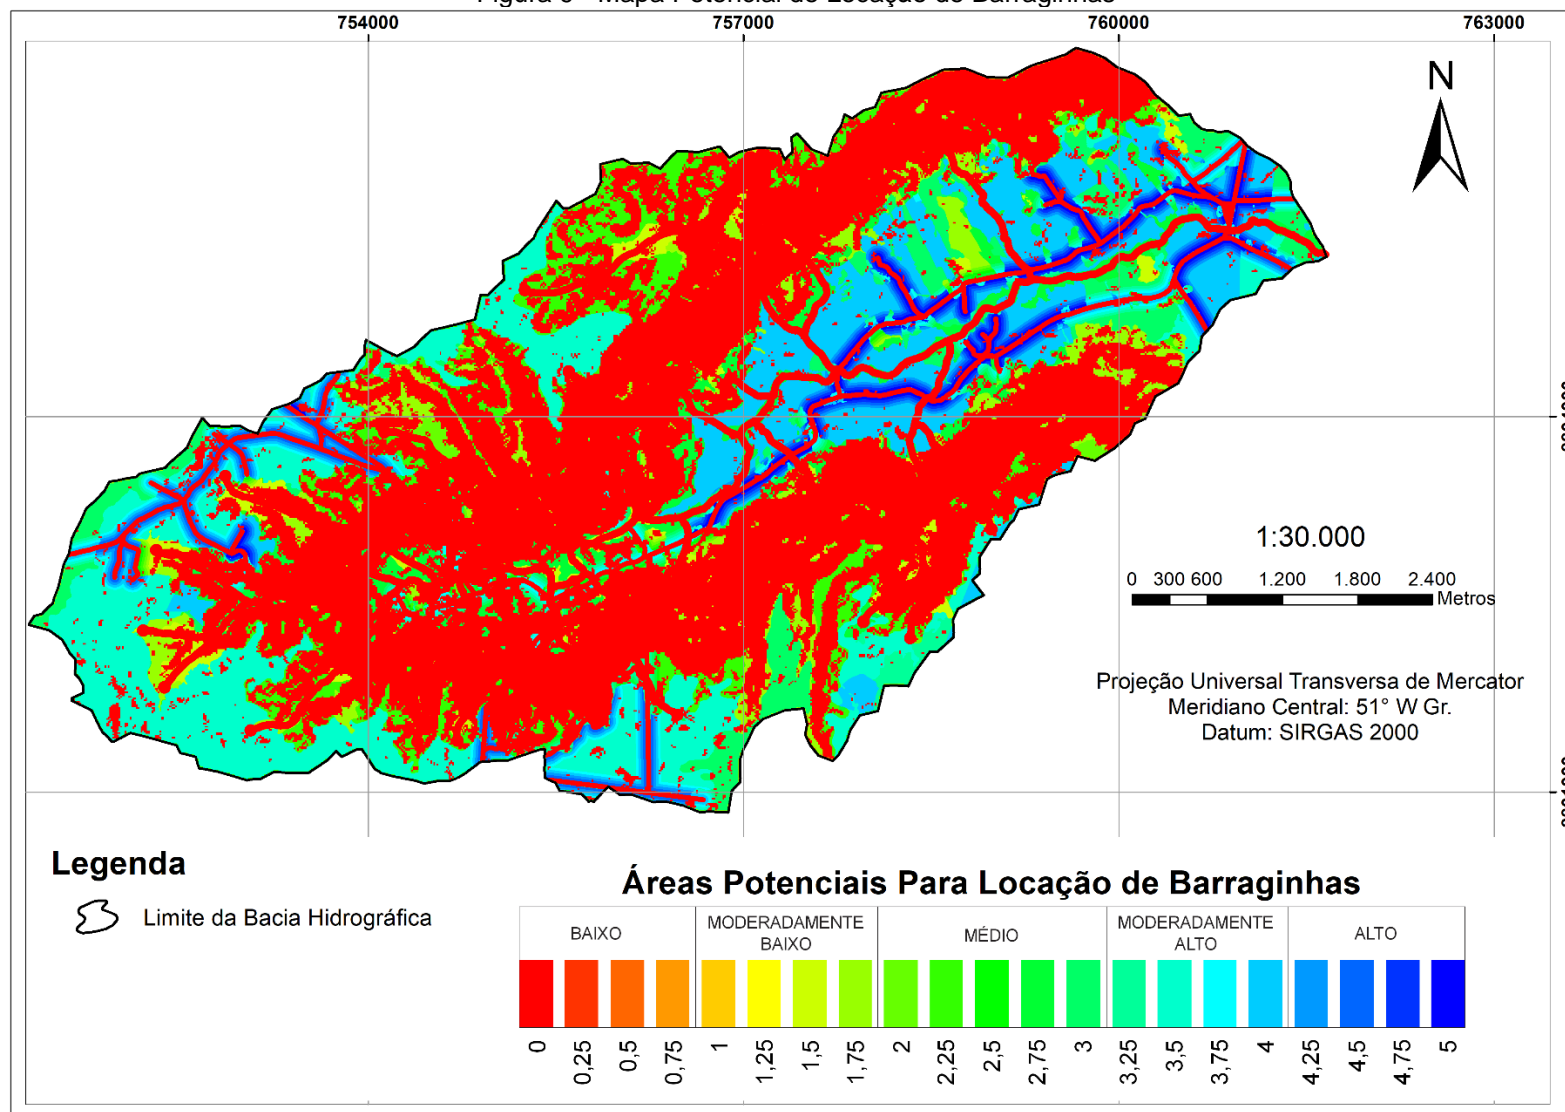 754000
757000
760000
763000
N
1:30.000
0 300 600 1.200 1.800 2.400
Metros
Projeção Universal Transversa de Mercator
Meridiano Central: 51° W Gr.
Datum: SIRGAS 2000
Legenda
Limite da Bacia Hidrográfica
Áreas Potenciais Para Locação de Barraginhas
BAIXO
MODERADAMENTE
BAIXO
MÉDIO
MODERADAMENTE
ALTO
ALTO
0 0,25 0,5 0,75 1 1,25 1,5 1,75 2 2,25 2,5 2,75 3 3,25 3,5 3,75 4 4,25 4,5 4,75 5